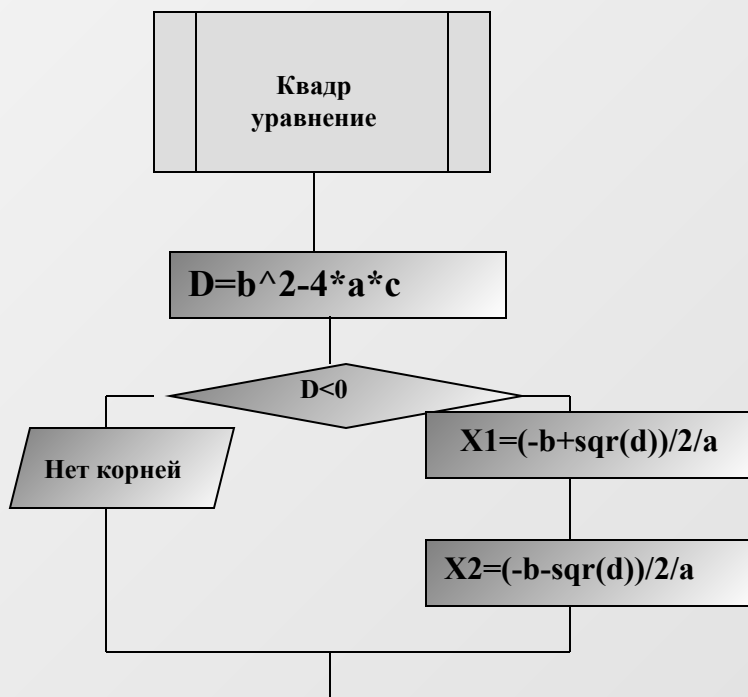 Квадр
уравнение
D=b^2-4*a*c
D<0
X1=(-b+sqr(d))/2/a
Нет корней
X2=(-b-sqr(d))/2/a